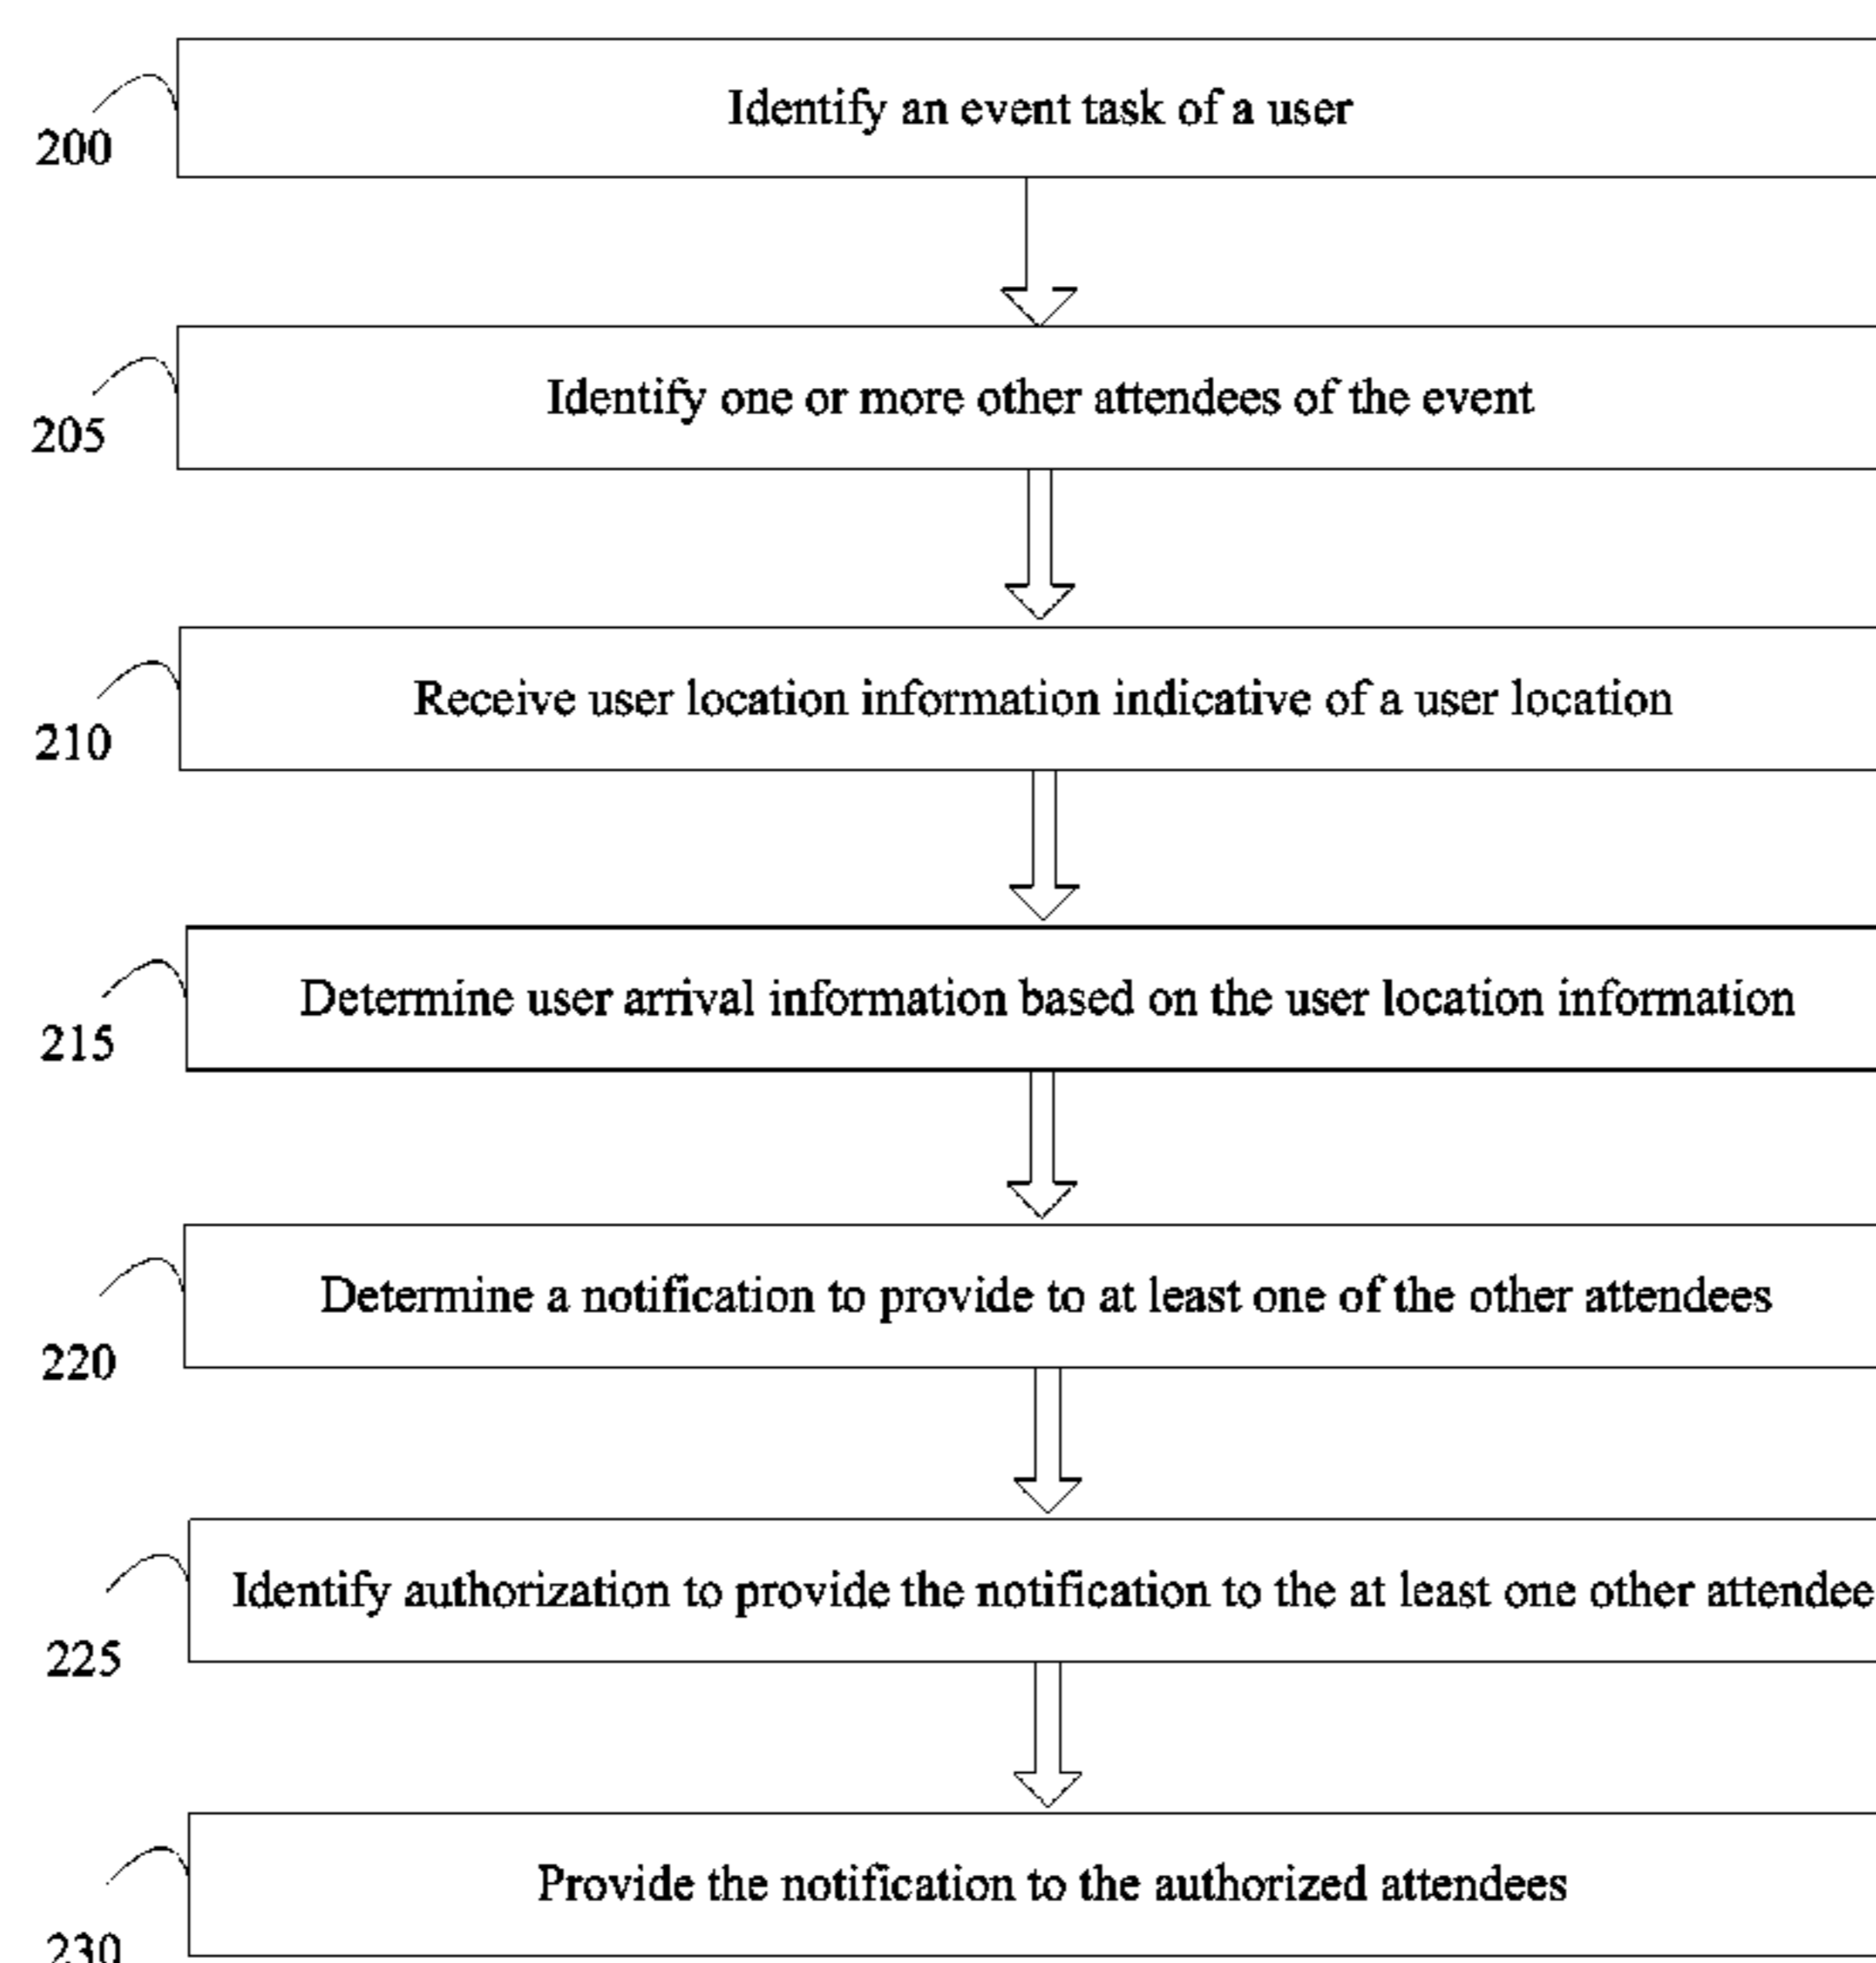 Identify an event task of a user
200
Identify one or more other attendees of the event
205
Receive user location information indicative of a user location
210
Determine user arrival information based on the user location information
215
Determine a notification to provide to at least one of the other attendees
220
Identify authorization to provide the notification to the at least one other attendee
225
Provide the notification to the authorized attendees
230